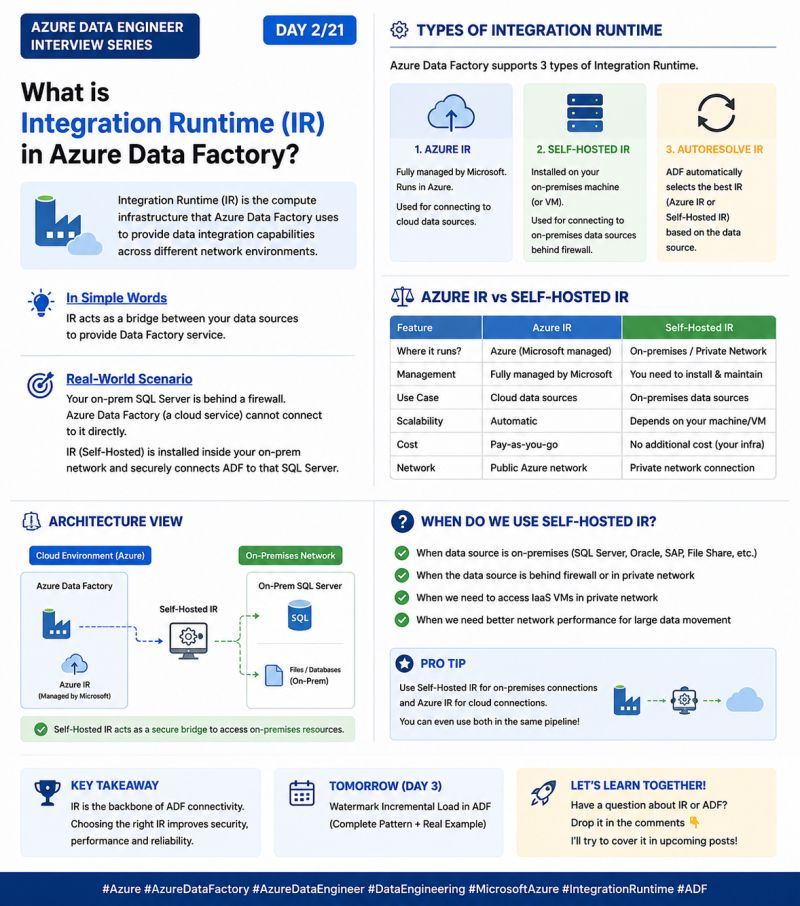 AZURE DATA ENGINEER
INTERVIEW SERIES
DAY 2/21
What is
Integration Runtime (IR)
in Azure Data Factory?
Integration Runtime (IR) is the compute
infrastructure that Azure Data Factory uses
to provide data integration capabilities
across different network environments.
In Simple Words
IR acts as a bridge between your data sources
to provide Data Factory service.
Real-World Scenario
Your on-prem SQL Server is behind a firewall.
Azure Data Factory (a cloud service) cannot connect
to it directly.
IR (Self-Hosted) is installed inside your on-prem
network and securely connects ADF to that SQL Server.
TYPES OF INTEGRATION RUNTIME
Azure Data Factory supports 3 types of Integration Runtime.
1. AZURE IR
Fully managed by Microsoft.
Runs in Azure.
Used for connecting to
cloud data sources.
2. SELF-HOSTED IR
Installed on your
on-premises machine
(or VM).
Used for connecting to
on-premises data sources
behind firewall.
3. AUTORESOLVE IR
ADF automatically
selects the best IR
(Azure IR or
Self-Hosted IR)
based on the data
source.
AZURE IR vs SELF-HOSTED IR
Feature Azure IR Self-Hosted IR
Where it runs? Azure (Microsoft managed) On-premises / Private Network
Management Fully managed by Microsoft You need to install & maintain
Use Case Cloud data sources On-premises data sources
Scalability Automatic Depends on your machine/VM
Cost Pay-as-you-go No additional cost (your infra)
Network Public Azure network Private network connection
ARCHITECTURE VIEW
Cloud Environment (Azure)
On-Premises Network
Azure Data Factory
Azure IR
(Managed by Microsoft)
Self-Hosted IR
On-Prem SQL Server
SQL
Files / Databases
(On-Prem)
Self-Hosted IR acts as a secure bridge to access on-premises resources.
? WHEN DO WE USE SELF-HOSTED IR?
When data source is on-premises (SQL Server, Oracle, SAP, File Share, etc.)
When the data source is behind firewall or in private network
When we need to access IaaS VMs in private network
When we need better network performance for large data movement
PRO TIP
Use Self-Hosted IR for on-premises connections
and Azure IR for cloud connections.
You can even use both in the same pipeline!
KEY TAKEAWAY
IR is the backbone of ADF connectivity.
Choosing the right IR improves security,
performance and reliability.
TOMORROW (DAY 3)
Watermark Incremental Load in ADF
(Complete Pattern + Real Example)
LET'S LEARN TOGETHER!
Have a question about IR or ADF?
Drop it in the comments 👇
I'll try to cover it in upcoming posts!
#Azure #AzureDataFactory #AzureDataEngineer #DataEngineering #MicrosoftAzure #IntegrationRuntime #ADF